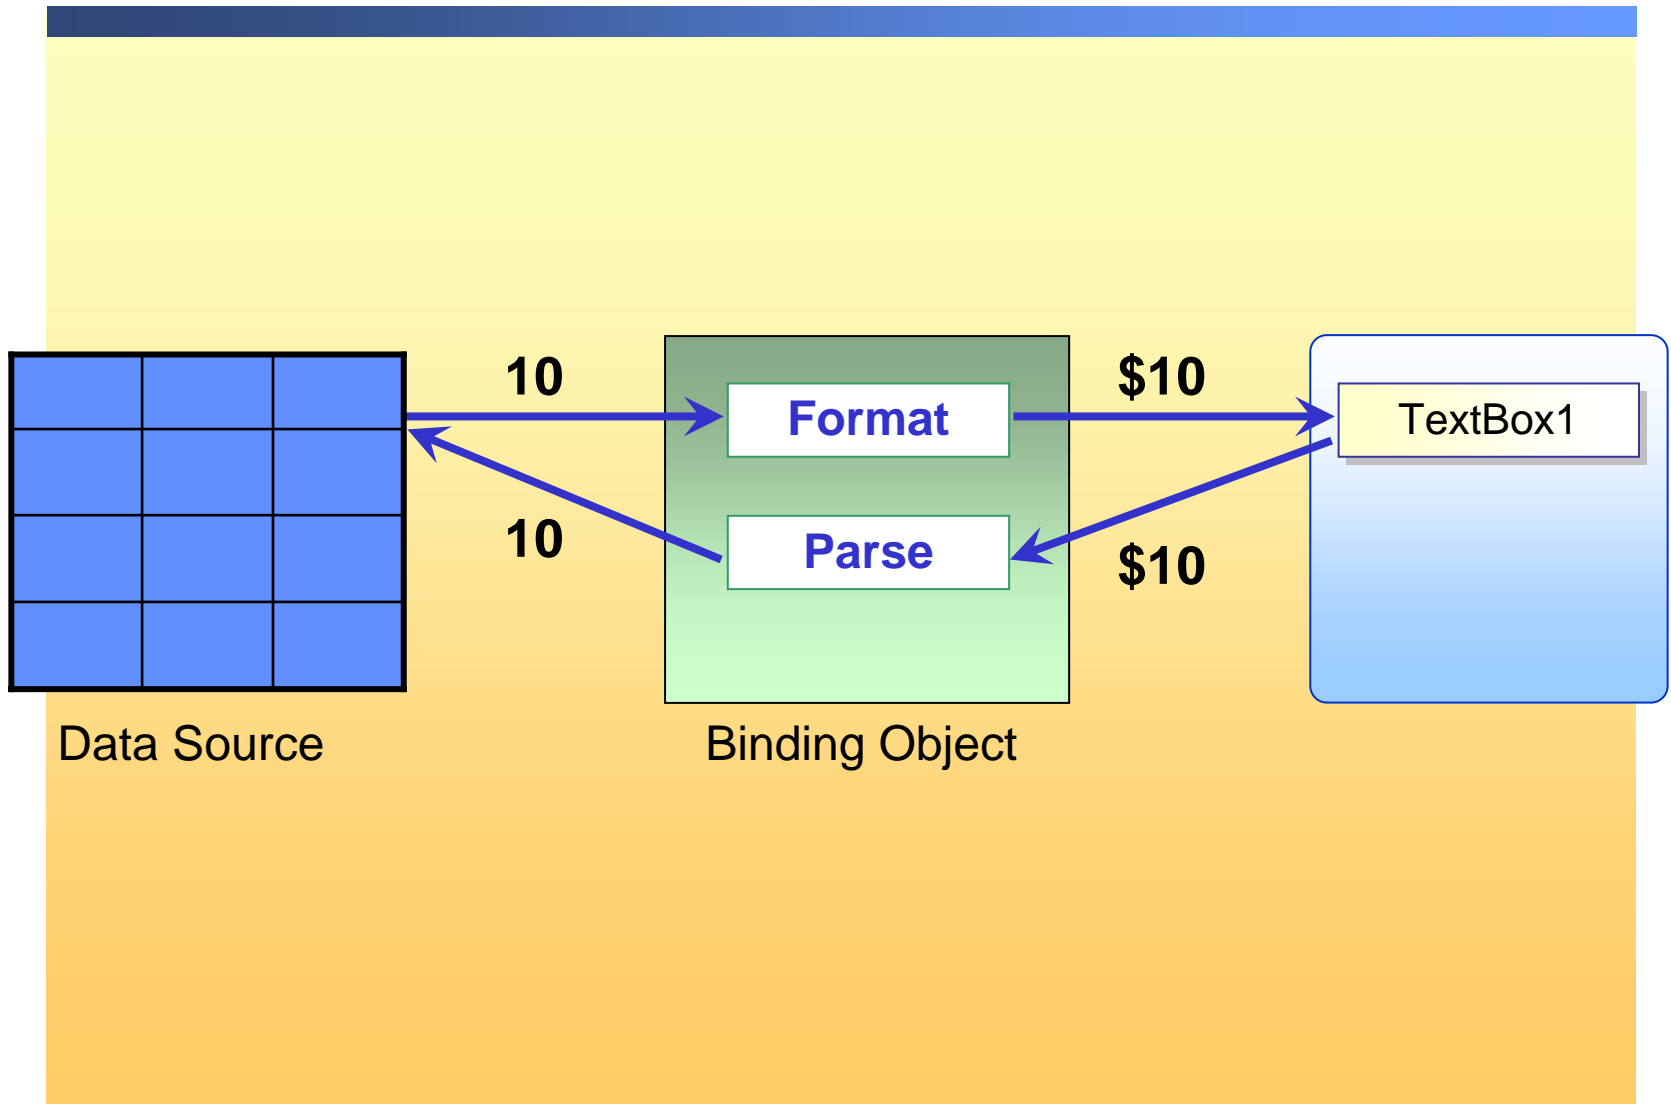 10
$10
Format
TextBox1
10
Parse
$10
Data Source
Binding Object